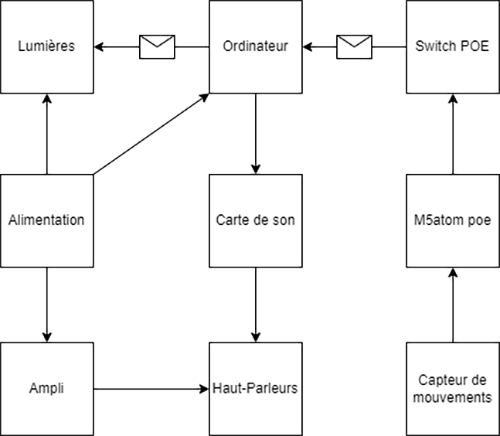 Lumières
Ordinateur
Switch POE
Alimentation
Carte de son
M5atom poe
Ampli
Haut-Parleurs
Capteur de
mouvements